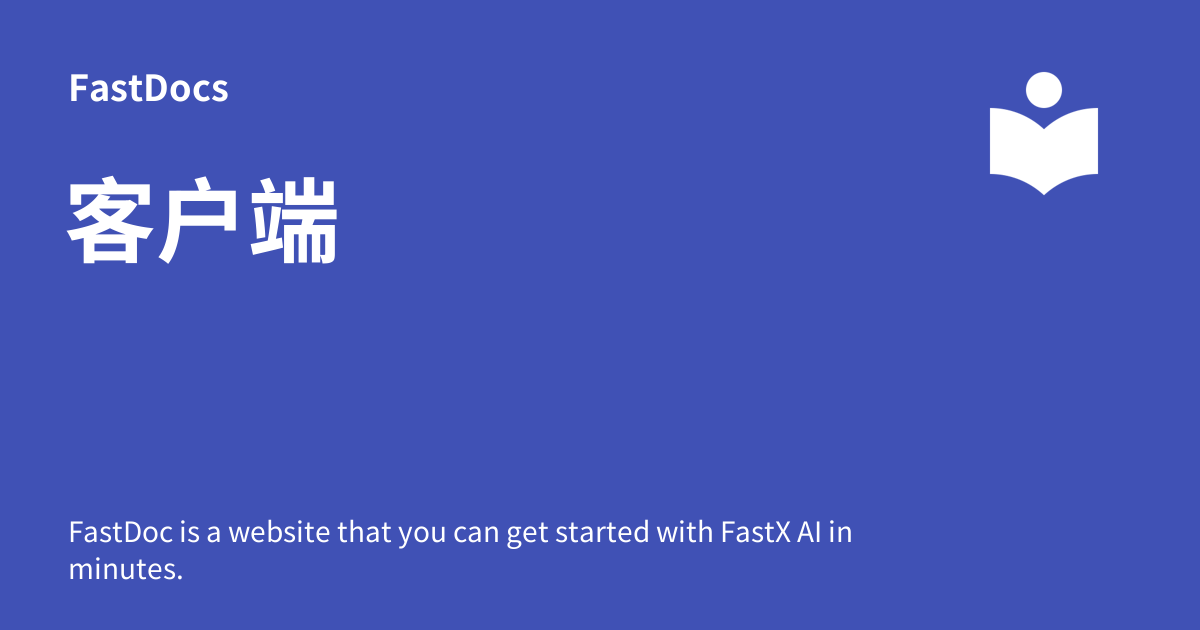 FastDocs
客户端
FastDoc is a website that you can get started with FastX AI in
minutes.